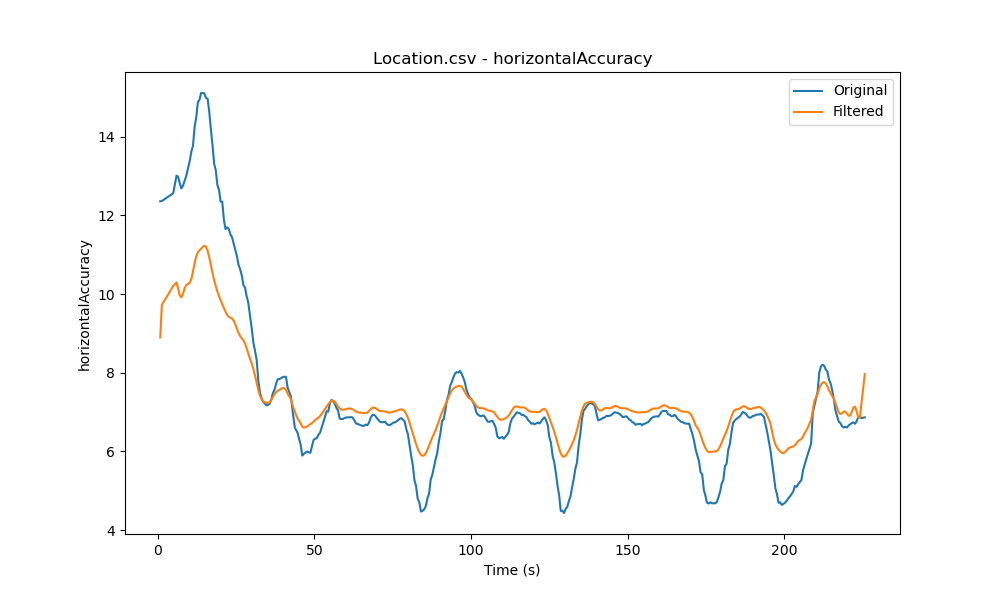 Location.csv - horizontalAccuracy
Original
Filtered
horizontalAccuracy
14
12
10
8
6
4
0 50 100 150 200
Time (s)